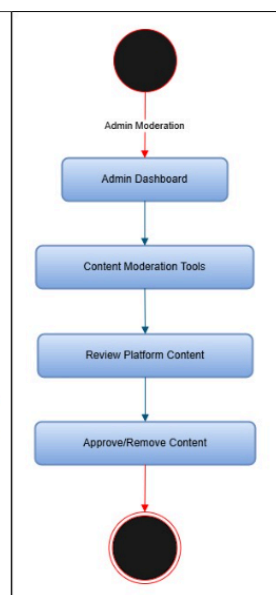 Admin Moderation
Admin Dashboard
Content Moderation Tools
Review Platform Content
Approve/Remove Content